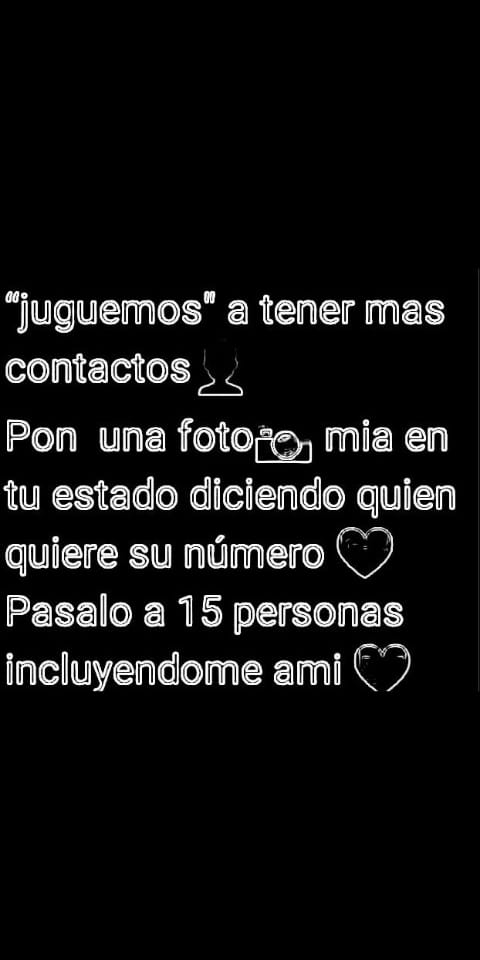 “juguemos" a tener mas
contactos 👤
Pon una foto📷 mia en
tu estado diciendo quien
quiere su número ❤
Pasalo a 15 personas
incluyendome ami ❤